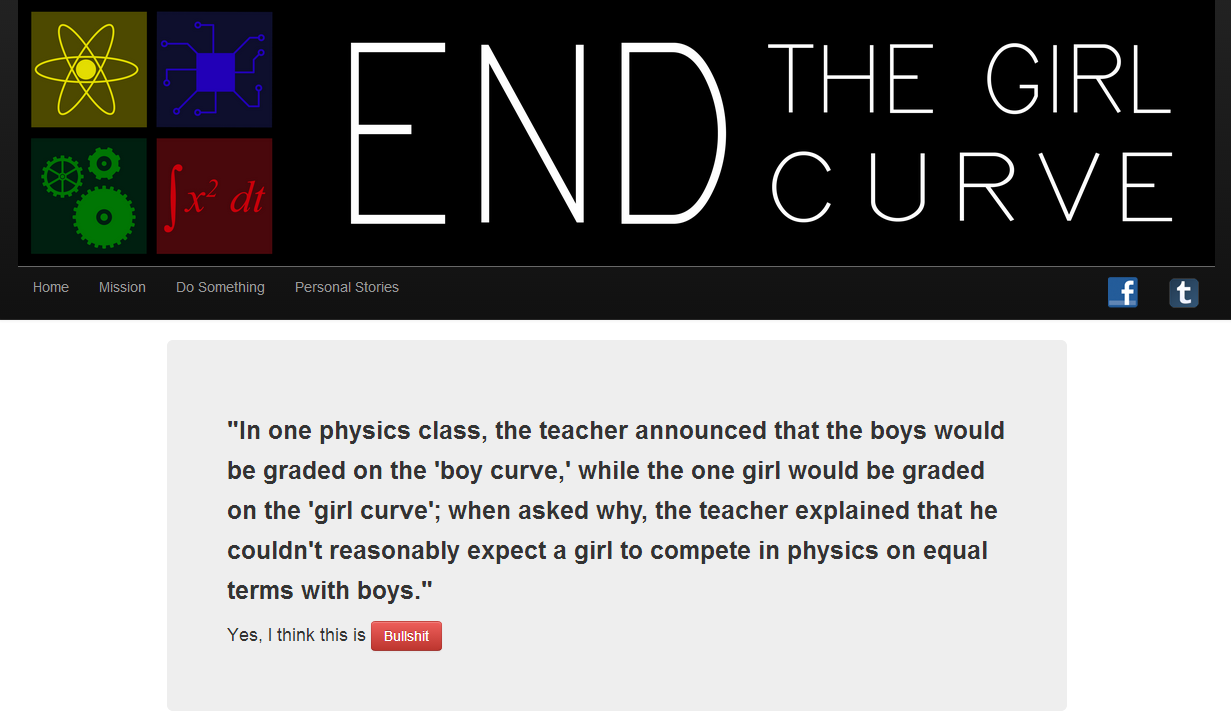 END THE GIRL
CURVE
∫x² dt
Home Mission Do Something Personal Stories
f t
"In one physics class, the teacher announced that the boys would
be graded on the 'boy curve,' while the one girl would be graded
on the 'girl curve'; when asked why, the teacher explained that he
couldn't reasonably expect a girl to compete in physics on equal
terms with boys."
Yes, I think this is Bullshit